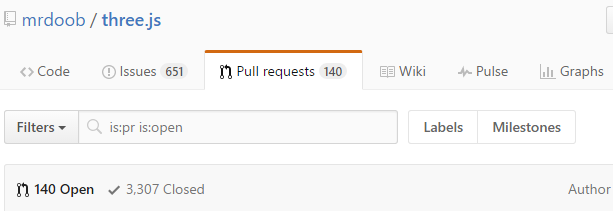 mrdoob / three.js
Code Issues 651 Pull requests 140 Wiki Pulse Graphs
Filters is:pr is:open Labels Milestones
140 Open 3,307 Closed Author